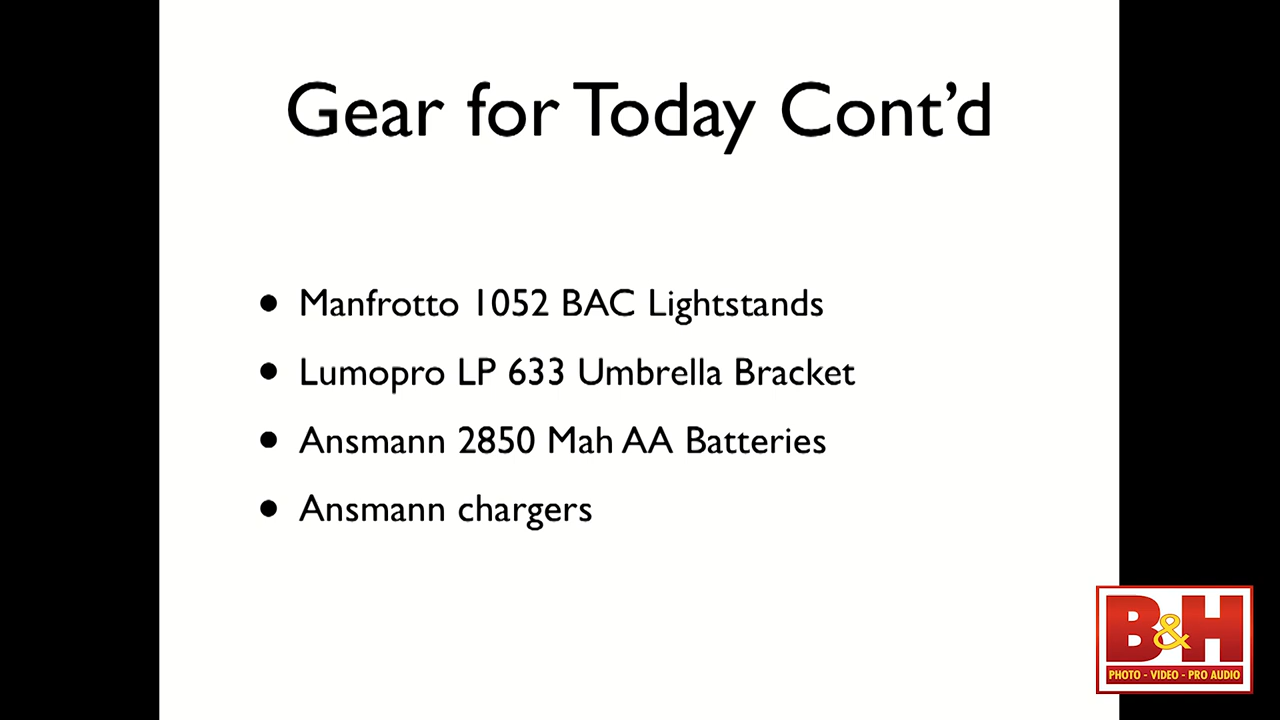 Gear for Today Cont’d
• Manfrotto 1052 BAC Lightstands
• Lumopro LP 633 Umbrella Bracket
• Ansmann 2850 Mah AA Batteries
• Ansmann chargers
B&H
PHOTO - VIDEO - PRO AUDIO